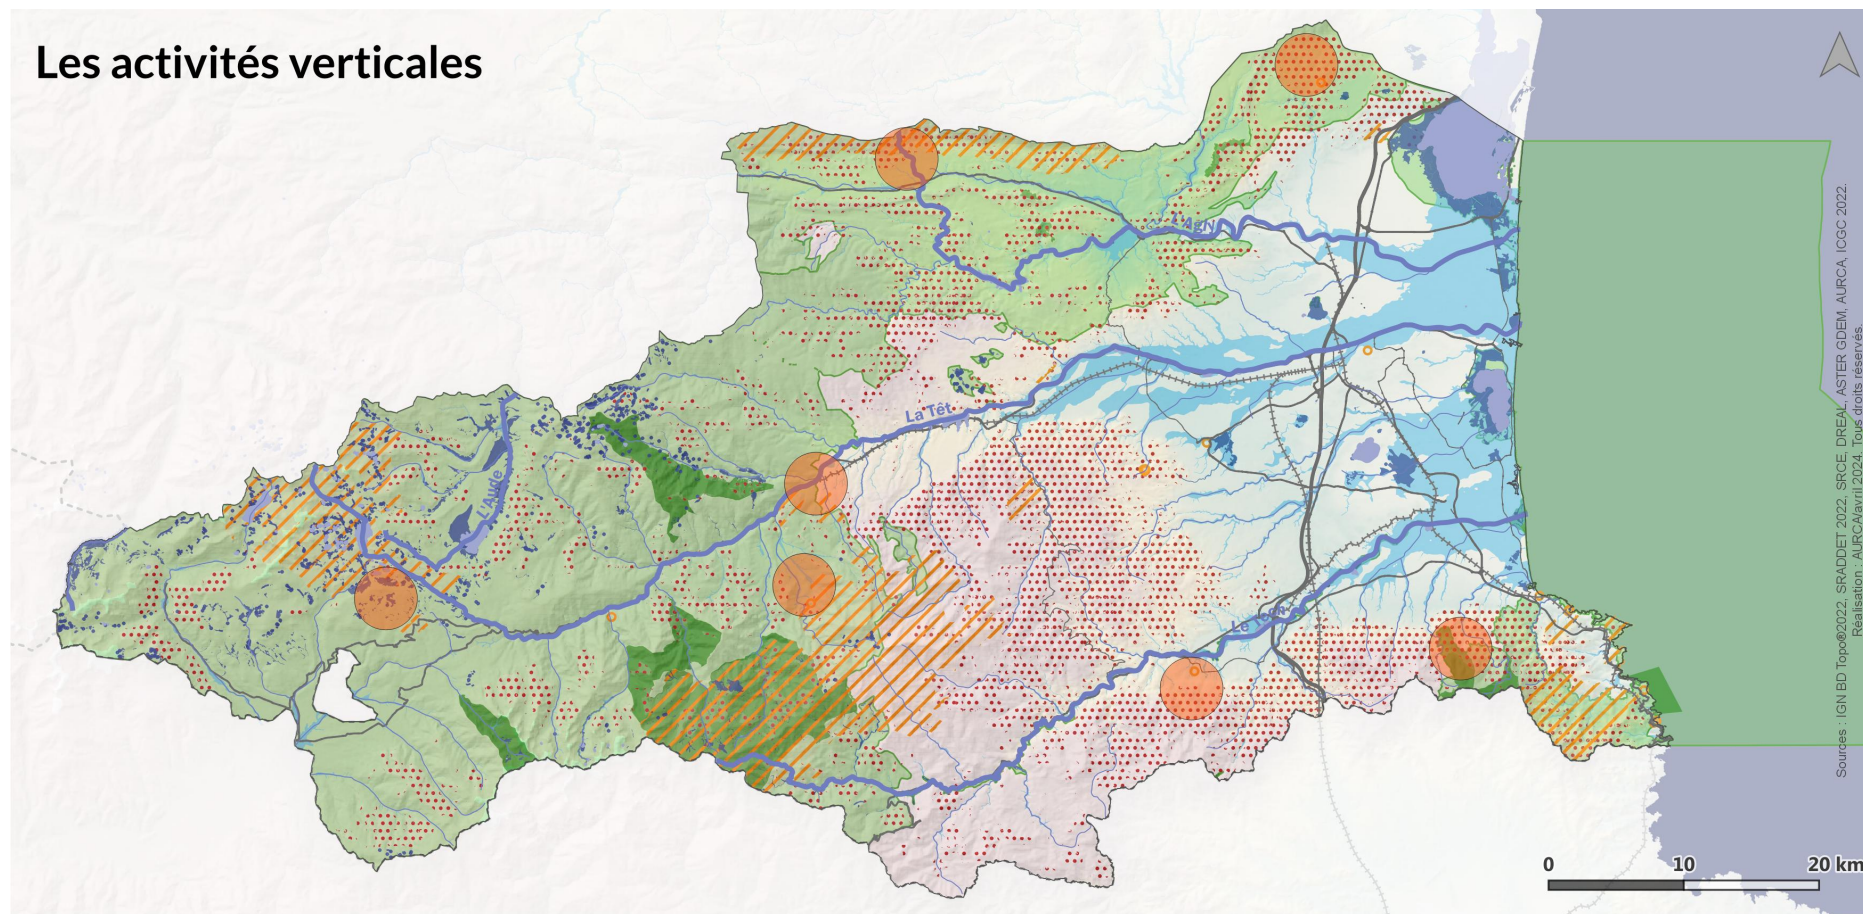 Les activités verticales
L'Agly
La Têt
L'Aude
Le Tech
0 10 20 km
Sources : IGN BD Topo®2022, SRADDET 2022, SRCE, DREAL, ASTER GDEM, AURCA, ICGC 2022.
Réalisation : AURCA/avril 2024. Tous droits réservés.